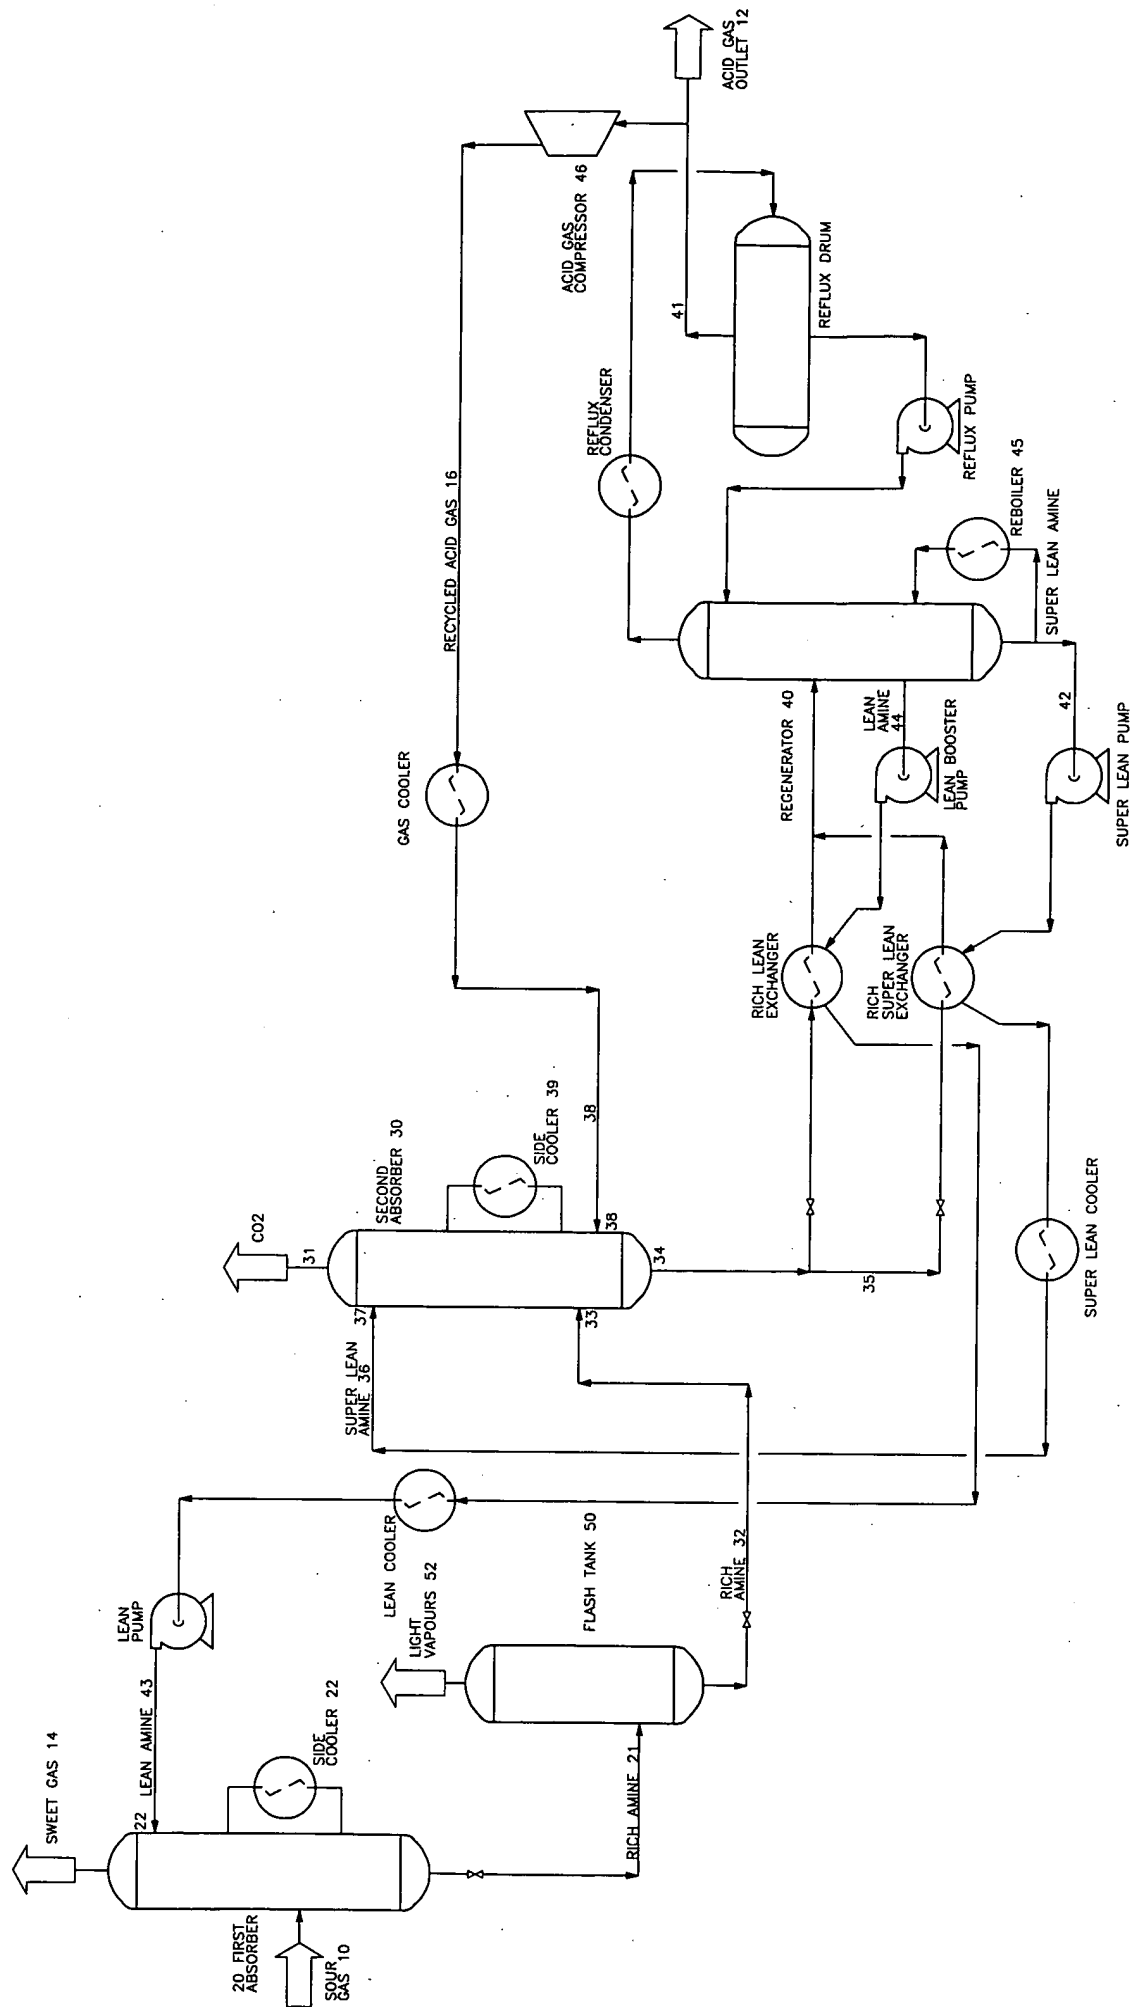 SWEET GAS 14
22
LEAN AMINE 43
LEAN
PUMP
SIDE
COOLER 22
20 FIRST
ABSORBER
SOUR
GAS 10
RICH AMINE 21
LIGHT
VAPOURS 52
LEAN COOLER
FLASH TANK 50
RICH
AMINE 32
CO2
31
SECOND
ABSORBER 30
37
SUPER LEAN
AMINE 36
SIDE
COOLER 39
33
38
34
38
35
SUPER LEAN COOLER
GAS COOLER
RICH LEAN
EXCHANGER
RICH
SUPER LEAN
EXCHANGER
RECYCLED ACID GAS 16
REGENERATOR 40
LEAN
AMINE
44
LEAN BOOSTER
PUMP
42
SUPER LEAN PUMP
SUPER LEAN AMINE
REBOILER 45
REFLUX
CONDENSER
REFLUX PUMP
REFLUX DRUM
41
ACID GAS
COMPRESSOR 46
ACID GAS
OUTLET 12